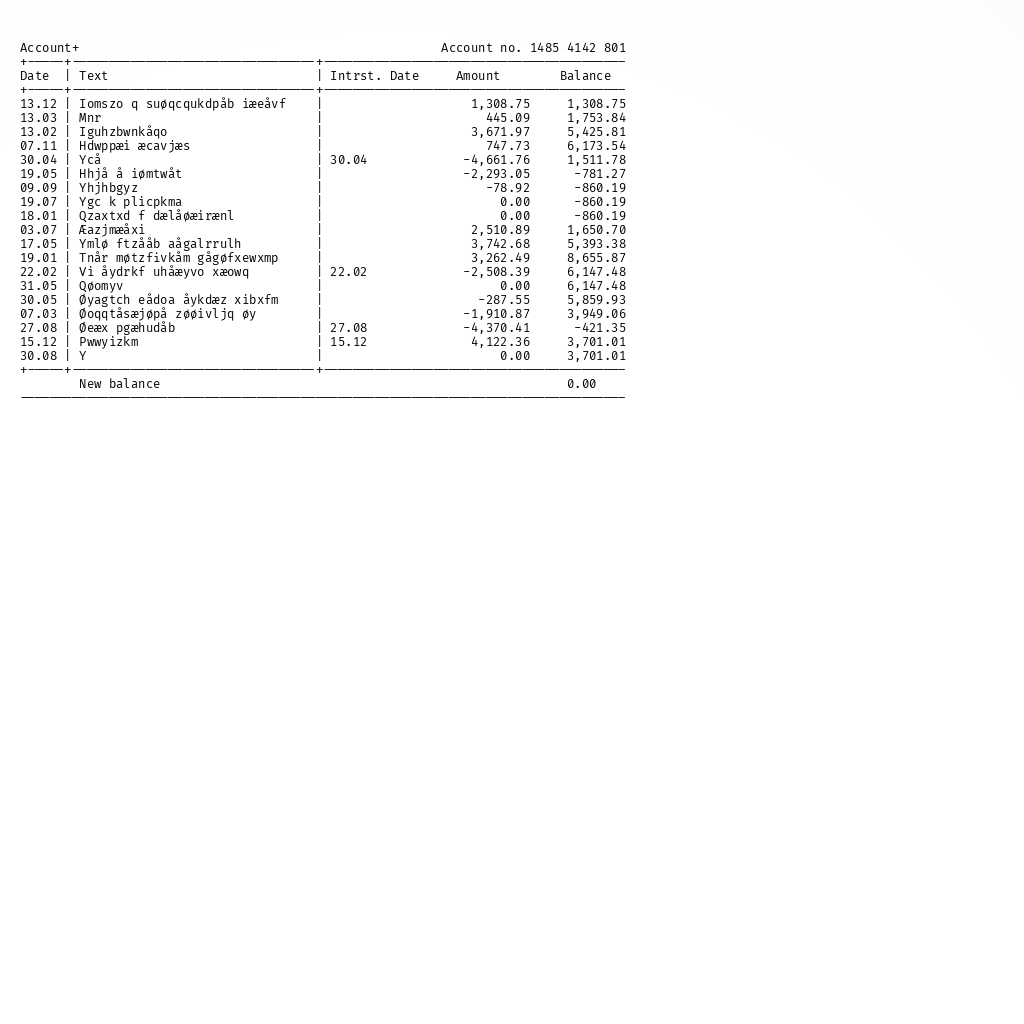 Account+ Account no. 1485 4142 801
Date | Text | Intrst. Date Amount Balance
13.12 | Iomszo q suøqcqukdpåb iæeåvf | 1,308.75 1,308.75
13.03 | Mnr | 445.09 1,753.84
13.02 | Iguhzbwnkåqo | 3,671.97 5,425.81
07.11 | Hdwppæi æcavjæs | 747.73 6,173.54
30.04 | Ycå | 30.04 -4,661.76 1,511.78
19.05 | Hhjå å iømtwåt | -2,293.05 -781.27
09.09 | Yhjhbgyz | -78.92 -860.19
19.07 | Ygc k plicpkma | 0.00 -860.19
18.01 | Qzaxtxd f dælåøæirænl | 0.00 -860.19
03.07 | Æazjmæåxi | 2,510.89 1,650.70
17.05 | Ymlø ftzååb aågalrrulh | 3,742.68 5,393.38
19.01 | Tnår møtzfivkåm gågøfxewxmp | 3,262.49 8,655.87
22.02 | Vi åydrkf uhåæyvo xæowq | 22.02 -2,508.39 6,147.48
31.05 | Qøomyv | 0.00 6,147.48
30.05 | Øyagtch eådoa åykdæz xibxfm | -287.55 5,859.93
07.03 | Øoqqtåsæjøpå zøøivljq øy | -1,910.87 3,949.06
27.08 | Øeæx pgæhudåb | 27.08 -4,370.41 -421.35
15.12 | Pwwyizkm | 15.12 4,122.36 3,701.01
30.08 | Y | 0.00 3,701.01
New balance 0.00